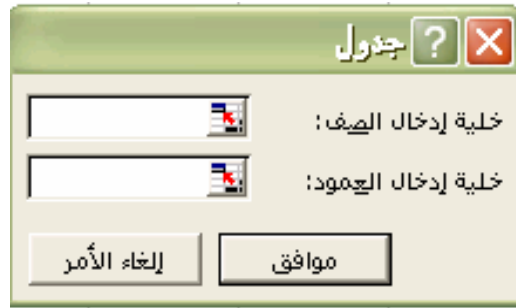 جدول
خلية إدخال الصف:
خلية إدخال العمود:
موافق إلغاء الأمر